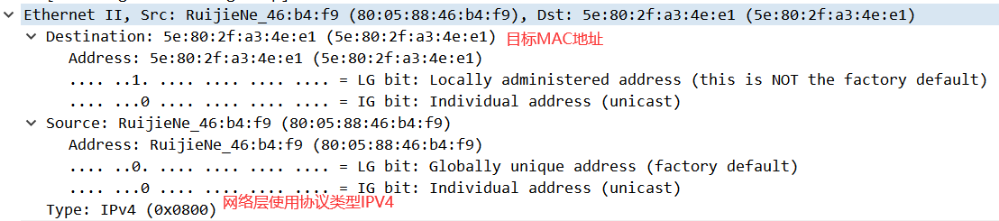 Ethernet II, Src: RuijieNe_46:b4:f9 (80:05:88:46:b4:f9), Dst: 5e:80:2f:a3:4e:e1 (5e:80:2f:a3:4e:e1)
Destination: 5e:80:2f:a3:4e:e1 (5e:80:2f:a3:4e:e1) 目标MAC地址
Address: 5e:80:2f:a3:4e:e1 (5e:80:2f:a3:4e:e1)
.... ..1. .... .... .... .... = LG bit: Locally administered address (this is NOT the factory default)
.... ...0 .... .... .... .... = IG bit: Individual address (unicast)
Source: RuijieNe_46:b4:f9 (80:05:88:46:b4:f9)
Address: RuijieNe_46:b4:f9 (80:05:88:46:b4:f9)
.... ..0. .... .... .... .... = LG bit: Globally unique address (factory default)
.... ...0 .... .... .... .... = IG bit: Individual address (unicast)
Type: IPv4 (0x0800) 网络层使用协议类型IPV4